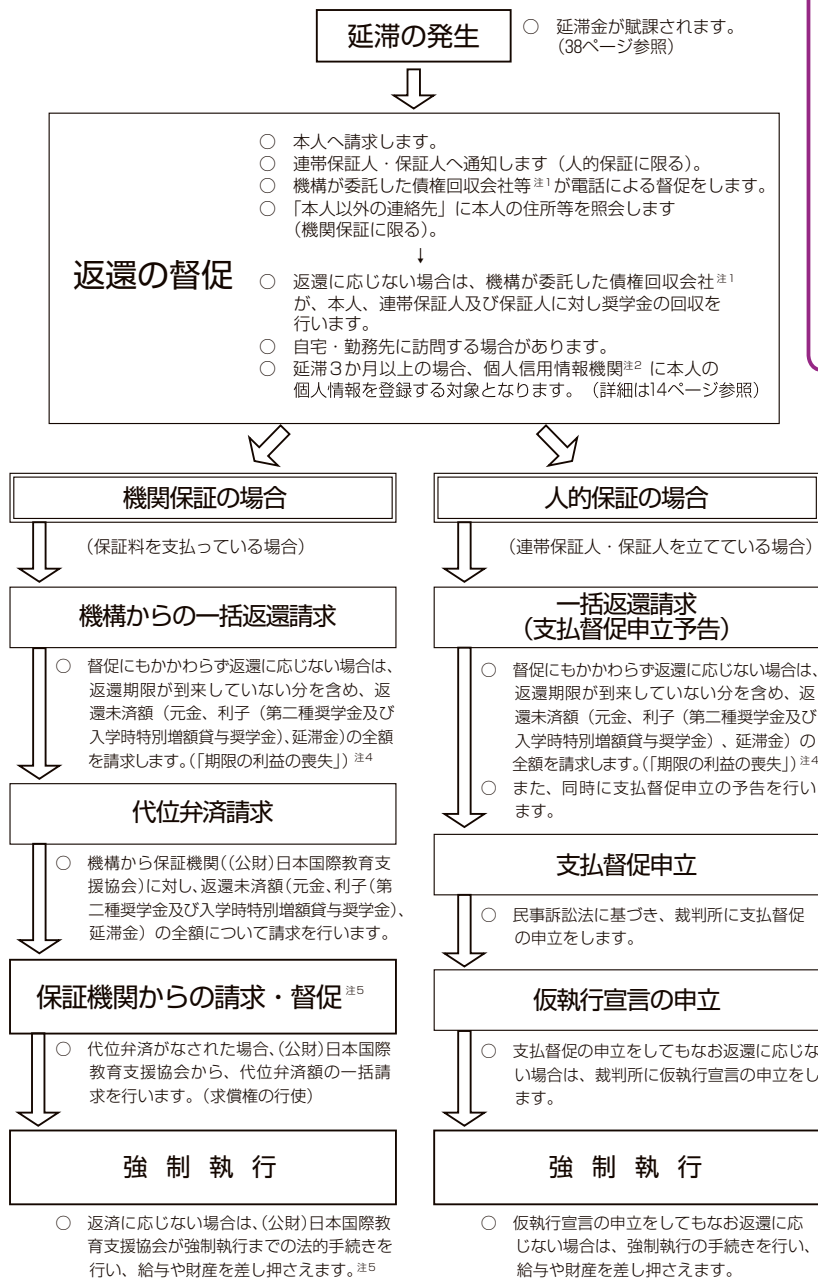 延滞の発生
○ 延滞金が賦課されます。
(38ページ参照)
返還の督促
○ 本人へ請求します。
○ 連帯保証人・保証人へ通知します（人的保証に限る）。
○ 機構が委託した債権回収会社等注1が電話による督促をします。
○ 「本人以外の連絡先」に本人の住所等を照会します
（機関保証に限る）。
↓
○ 返還に応じない場合は、機構が委託した債権回収会社注1
が、本人、連帯保証人及び保証人に対し奨学金の回収を
行います。
○ 自宅・勤務先に訪問する場合があります。
○ 延滞３か月以上の場合、個人信用情報機関注2 に本人の
個人情報を登録する対象となります。（詳細は14ページ参照）
機関保証の場合
（保証料を支払っている場合）
機構からの一括返還請求
○ 督促にもかかわらず返還に応じない場合は、
返還期限が到来していない分を含め、返
還未済額（元金、利子（第二種奨学金及び
入学時特別増額貸与奨学金）、延滞金）の全額
を請求します。（「期限の利益の喪失」）注4
代位弁済請求
○ 機構から保証機関（(公財)日本国際教育支
援協会）に対し、返還未済額（元金、利子（第
二種奨学金及び入学時特別増額貸与奨学金）、
延滞金）の全額について請求を行います。
保証機関からの請求・督促注5
○ 代位弁済がなされた場合、(公財)日本国際
教育支援協会から、代位弁済額の一括請
求を行います。（求償権の行使）
強制執行
○ 返済に応じない場合は、(公財)日本国際教
育支援協会が強制執行までの法的手続きを
行い、給与や財産を差し押さえます。注5
人的保証の場合
（連帯保証人・保証人を立てている場合）
一括返還請求
（支払督促申立予告）
○ 督促にもかかわらず返還に応じない場合は、
返還期限が到来していない分を含め、返
還未済額（元金、利子（第二種奨学金及び
入学時特別増額貸与奨学金）、延滞金）の
全額を請求します。（「期限の利益の喪失」）注4
○ また、同時に支払督促申立の予告を行い
ます。
支払督促申立
○ 民事訴訟法に基づき、裁判所に支払督促
の申立をします。
仮執行宣言の申立
○ 支払督促の申立をしてもなお返還に応じな
い場合は、裁判所に仮執行宣言の申立をし
ます。
強制執行
○ 仮執行宣言の申立をしてもなお返還に応
じない場合は、強制執行の手続きを行い、
給与や財産を差し押さえます。